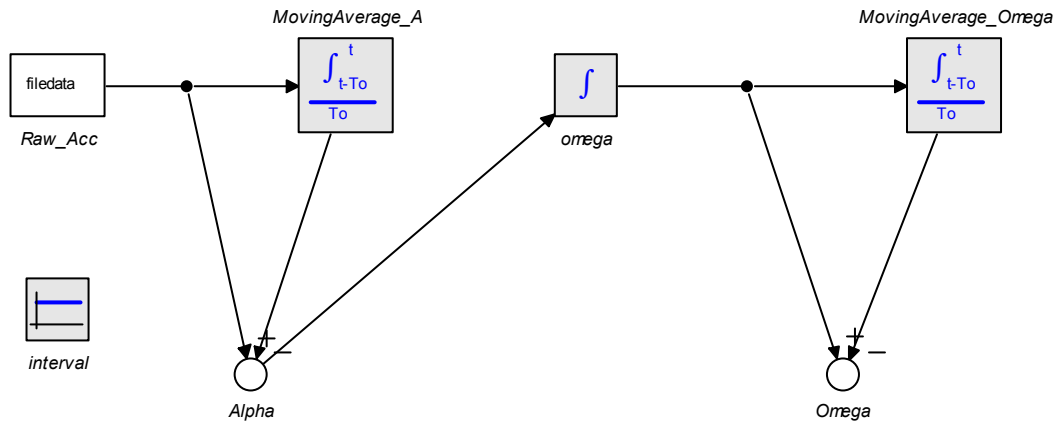 MovingAverage_A
MovingAverage_Omega
filedata
∫ t
t-To
To
∫
∫ t
t-To
To
Raw_Acc
omega
interval
+
−
+
−
Alpha
Omega